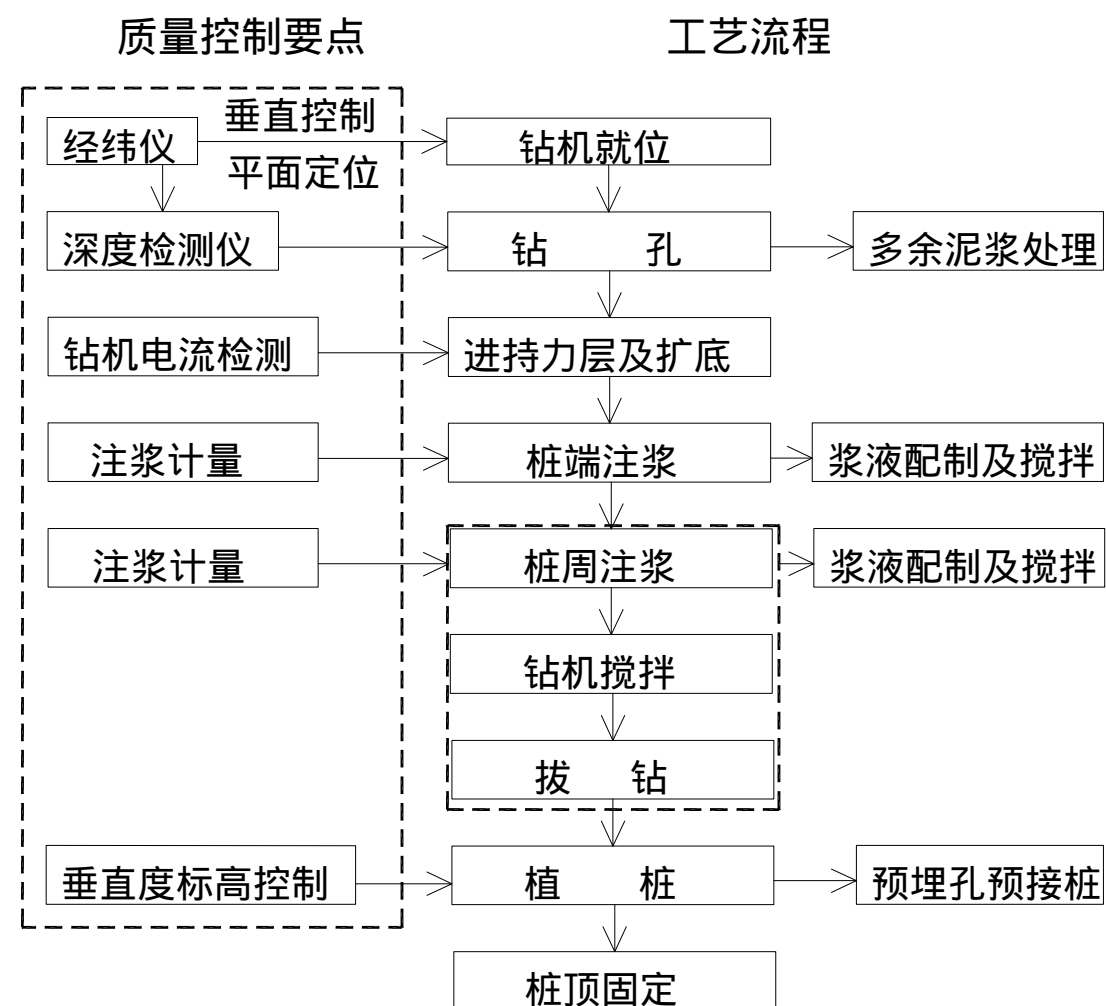 质量控制要点
工艺流程
垂直控制
经纬仪
钻机就位
平面定位
深度检测仪
钻 孔
多余泥浆处理
钻机电流检测
进持力层及扩底
注浆计量
桩端注浆
浆液配制及搅拌
注浆计量
桩周注浆
浆液配制及搅拌
钻机搅拌
拔 钻
垂直度标高控制
植 桩
预埋孔预接桩
桩顶固定